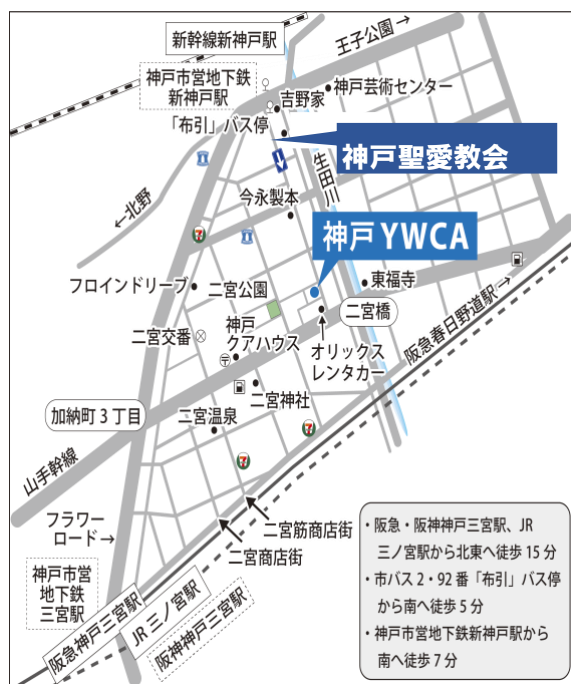 新幹線新神戸駅
王子公園→
神戸市営地下鉄
新神戸駅
神戸芸術センター
吉野家
「布引」バス停
神戸聖愛教会
生田川
←北野
今永製本
神戸 YWCA
7
フロインドリーブ
二宮公園
東福寺
二宮橋
阪急春日野道駅→
二宮交番
神戸
クアハウス
オリックス
レンタカー
加納町3丁目
二宮神社
二宮温泉
7
7
山手幹線
フラワー
ロード→
二宮筋商店街
二宮商店街
神戸市営
地下鉄
三宮駅
阪急神戸三宮駅
JR 三ノ宮駅
阪神神戸三宮駅
・阪急・阪神神戸三宮駅、JR
三ノ宮駅から北東へ徒歩 15 分
・市バス 2・92 番「布引」バス停
から南へ徒歩 5 分
・神戸市営地下鉄新神戸駅から
南へ徒歩 7 分